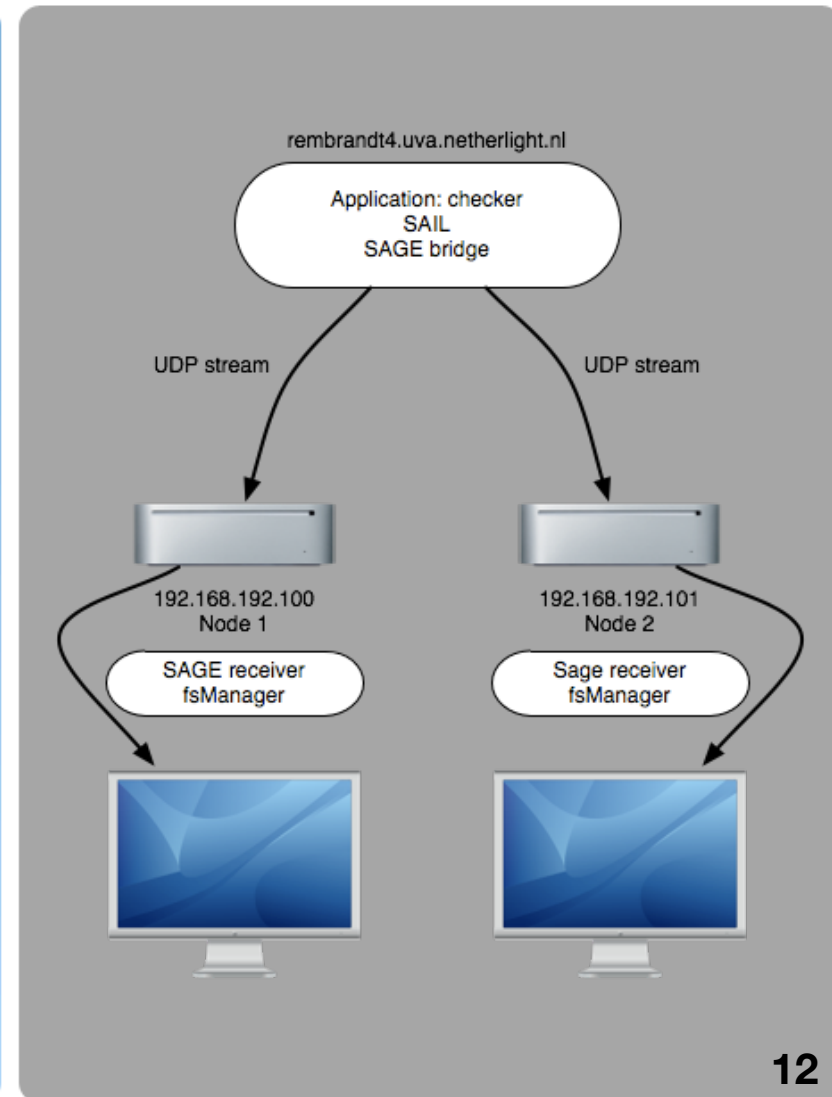 rembrandt4.uva.netherlight.nl
Application: checker
SAIL
SAGE bridge
UDP stream
UDP stream
192.168.192.100
Node 1
192.168.192.101
Node 2
SAGE receiver
fsManager
Sage receiver
fsManager
12